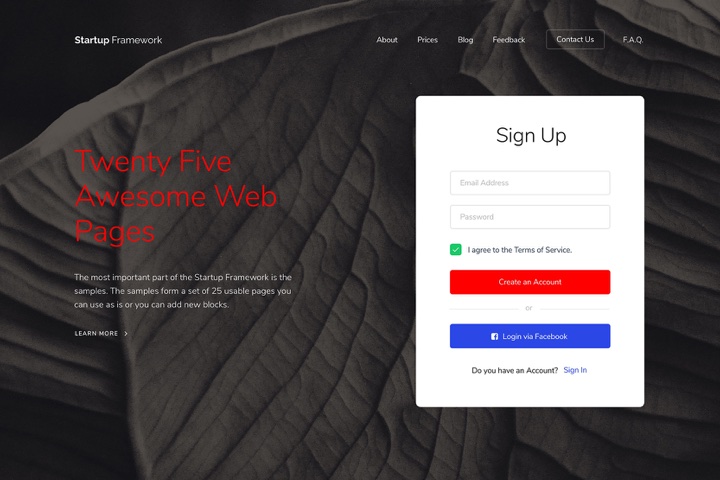 Startup Framework
About
Prices
Blog
Feedback
Contact Us
F.A.Q.
Twenty Five
Awesome Web
Pages
The most important part of the Startup Framework is the
samples. The samples form a set of 25 usable pages you
can use as is or you can add new blocks.
LEARN MORE
Sign Up
Email Address
Password
I agree to the Terms of Service.
Create an Account
or
Login via Facebook
Do you have an Account? Sign In